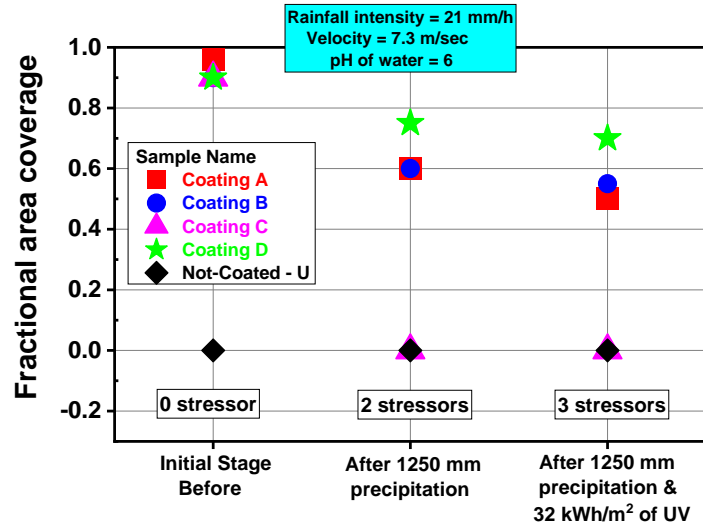 Rainfall intensity = 21 mm/h
Velocity = 7.3 m/sec
pH of water = 6
Fractional area coverage
1.0
0.8
0.6
0.4
0.2
0.0
-0.2
Sample Name
Coating A
Coating B
Coating C
Coating D
Not-Coated - U
0 stressor
2 stressors
3 stressors
Initial Stage
Before
After 1250 mm
precipitation
After 1250 mm
precipitation &
32 kWh/m² of UV